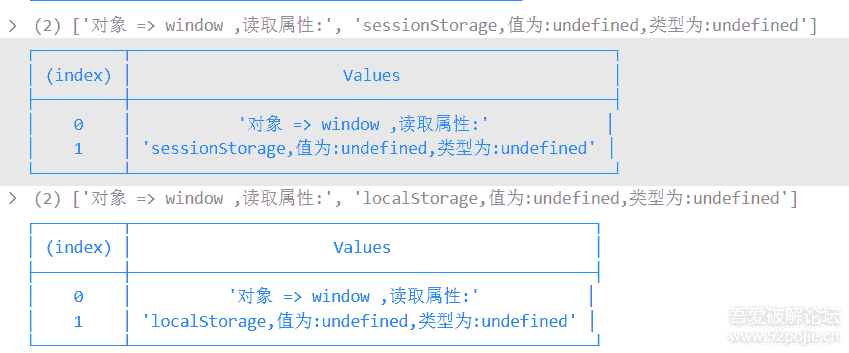 (2) ['对象 => window ,读取属性:', 'sessionStorage,值为:undefined,类型为:undefined']
(index) Values
0 '对象 => window ,读取属性:'
1 'sessionStorage,值为:undefined,类型为:undefined'
(2) ['对象 => window ,读取属性:', 'localStorage,值为:undefined,类型为:undefined']
(index) Values
0 '对象 => window ,读取属性:'
1 'localStorage,值为:undefined,类型为:undefined'
吾爱破解论坛
www.52pojie.cn